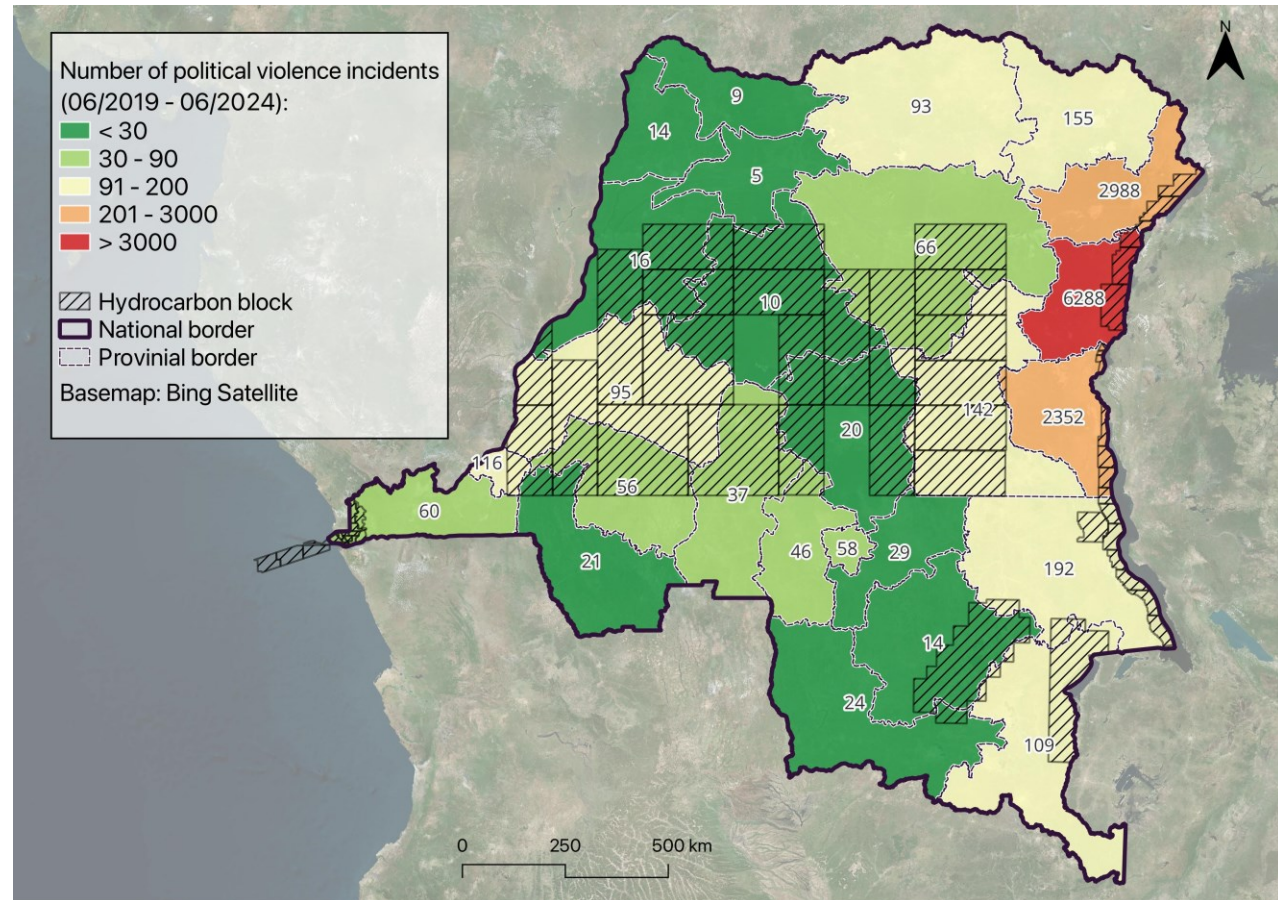 Number of political violence incidents
(06/2019 - 06/2024):
< 30
30 - 90
91 - 200
201 - 3000
> 3000
Hydrocarbon block
National border
Provinial border
Basemap: Bing Satellite
N
9
93
155
14
5
2988
66
16
10
6288
95
142
2352
20
116
56
37
60
46
58
29
21
192
14
24
109
0 250 500 km